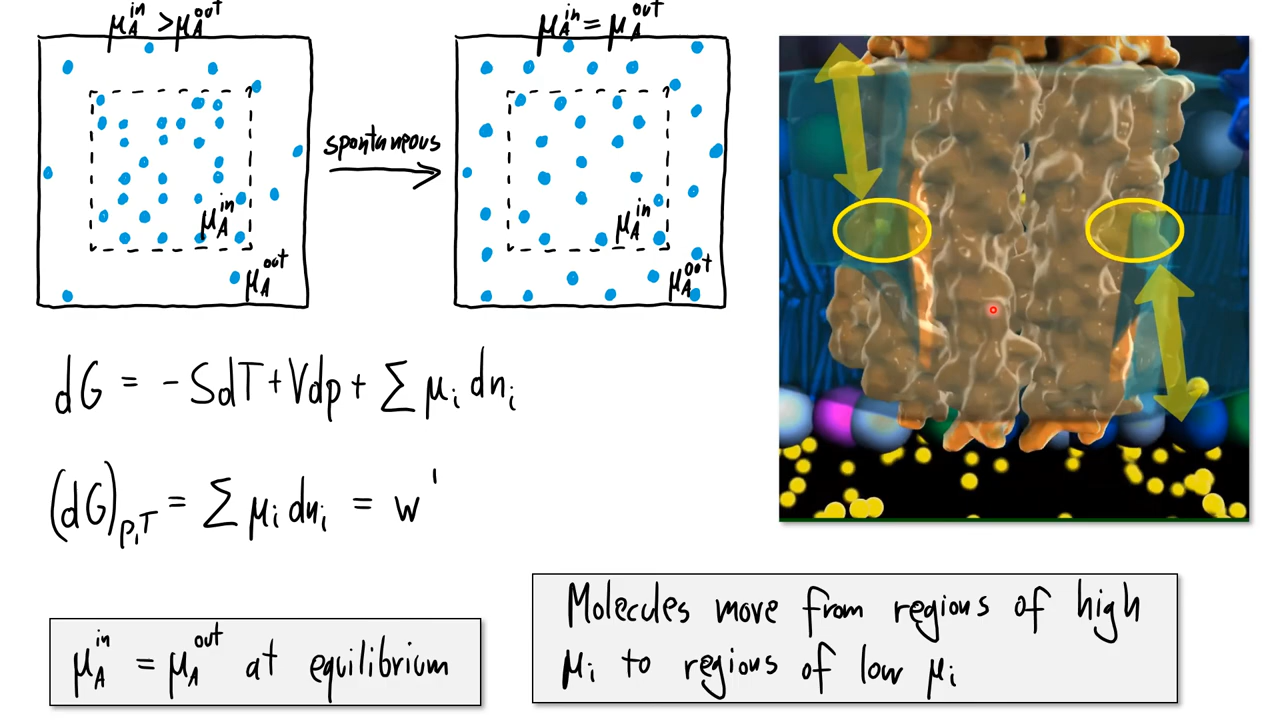 μ_A^in > μ_A^out
μ_A^in = μ_A^out
spontaneous
μ_A^in
μ_A^out
μ_A^in
μ_A^out
dG = - SdT + Vdp + ∑ μ_i dn_i
(dG)_p,T = ∑ μ_i dn_i = w'
μ_A^in = μ_A^out at equilibrium
Molecules move from regions of high
μ_i to regions of low μ_i